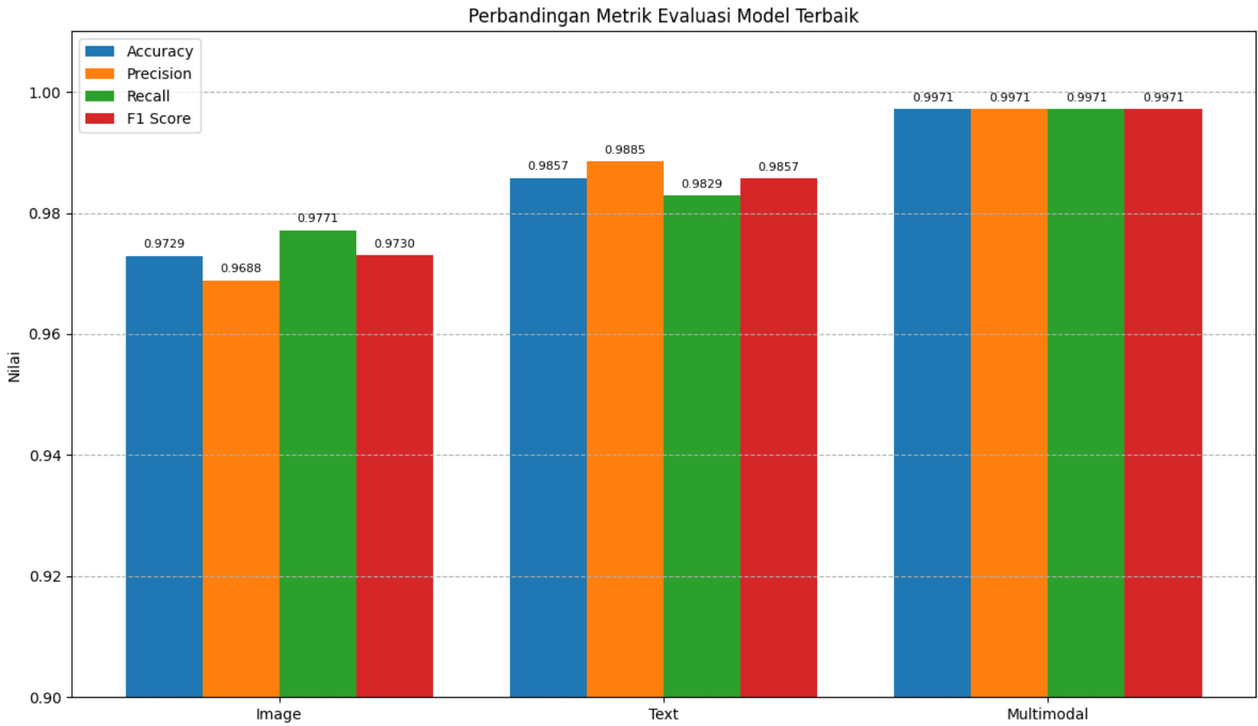 Perbandingan Metrik Evaluasi Model Terbaik
Accuracy
Precision
Recall
F1 Score
Nilai
1.00
0.98
0.96
0.94
0.92
0.90
0.9729
0.9688
0.9771
0.9730
0.9857
0.9885
0.9829
0.9857
0.9971
0.9971
0.9971
0.9971
Image
Text
Multimodal